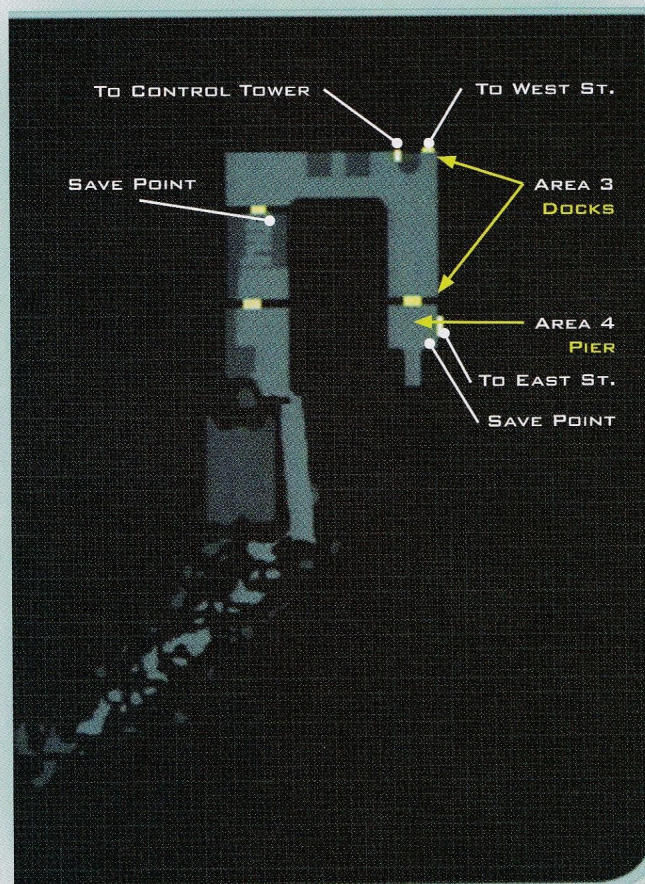 To Control Tower
To West St.
Save Point
Area 3
Docks
Area 4
Pier
To East St.
Save Point